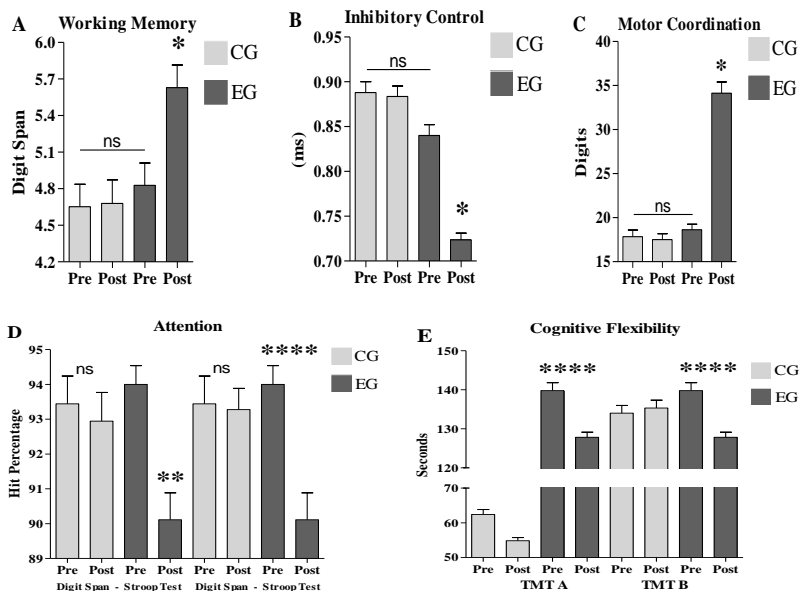 A
Working Memory
6.0
5.7
5.4
5.1
4.8
4.5
4.2
Digit Span
ns
*
CG
EG
Pre Post Pre Post
B
Inhibitory Control
0.95
0.90
0.85
0.80
0.75
0.70
(ms)
ns
*
CG
EG
Pre Post Pre Post
C
Motor Coordination
40
35
30
25
20
15
Digits
ns
*
CG
EG
Pre Post Pre Post
D
Attention
95
94
93
92
91
90
89
Hit Percentage
ns
**
ns
****
CG
EG
Pre Post Pre Post Pre Post Pre Post
Digit Span - Stroop Test Digit Span - Stroop Test
E
Cognitive Flexibility
150
140
130
120
70
60
50
Seconds
****
****
CG
EG
Pre Post Pre Post Pre Post Pre Post
TMT A TMT B